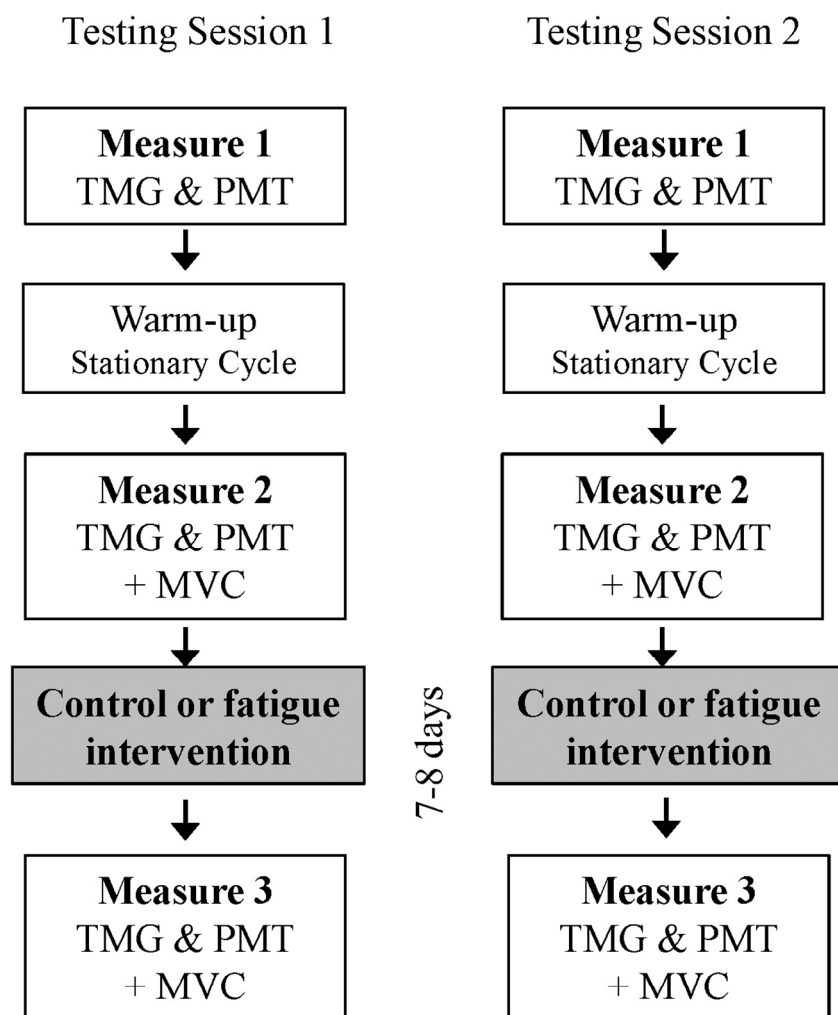 Testing Session 1
Measure 1
TMG & PMT
Warm-up
Stationary Cycle
Measure 2
TMG & PMT
+ MVC
Control or fatigue
intervention
Measure 3
TMG & PMT
+ MVC
7-8 days
Testing Session 2
Measure 1
TMG & PMT
Warm-up
Stationary Cycle
Measure 2
TMG & PMT
+ MVC
Control or fatigue
intervention
Measure 3
TMG & PMT
+ MVC